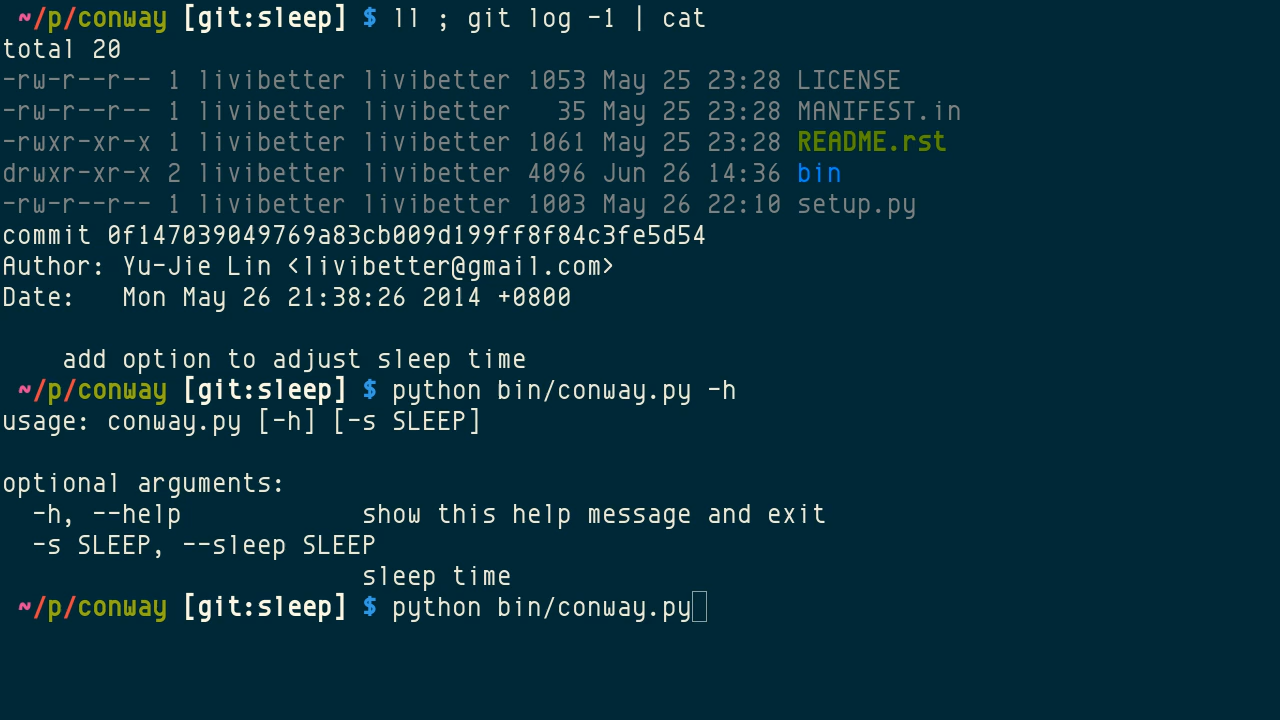 ~/p/conway [git:sleep] $ ll ; git log -1 | cat
total 20
-rw-r--r-- 1 livibetter livibetter 1053 May 25 23:28 LICENSE
-rw-r--r-- 1 livibetter livibetter   35 May 25 23:28 MANIFEST.in
-rwxr-xr-x 1 livibetter livibetter 1061 May 25 23:28 README.rst
drwxr-xr-x 2 livibetter livibetter 4096 Jun 26 14:36 bin
-rw-r--r-- 1 livibetter livibetter 1003 May 26 22:10 setup.py
commit 0f147039049769a83cb009d199ff8f84c3fe5d54
Author: Yu-Jie Lin <livibetter@gmail.com>
Date:   Mon May 26 21:38:26 2014 +0800

    add option to adjust sleep time
~/p/conway [git:sleep] $ python bin/conway.py -h
usage: conway.py [-h] [-s SLEEP]

optional arguments:
  -h, --help            show this help message and exit
  -s SLEEP, --sleep SLEEP
                        sleep time
~/p/conway [git:sleep] $ python bin/conway.py